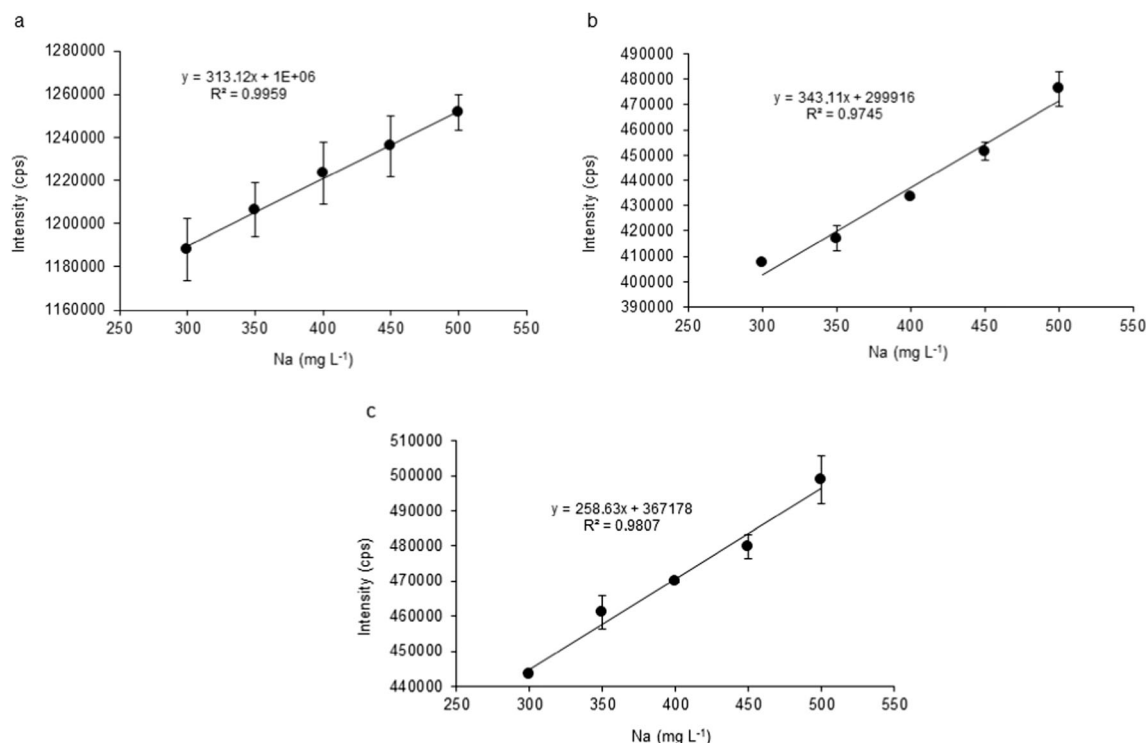 a
1280000
1260000
1240000
1220000
1200000
1180000
1160000
Intensity (cps)
y = 313.12x + 1E+06
R² = 0.9959
250 300 350 400 450 500 550
Na (mg L⁻¹)
b
490000
480000
470000
460000
450000
440000
430000
420000
410000
400000
390000
Intensity (cps)
y = 343.11x + 299916
R² = 0.9745
250 300 350 400 450 500 550
Na (mg L⁻¹)
c
510000
500000
490000
480000
470000
460000
450000
440000
Intensity (cps)
y = 258.63x + 367178
R² = 0.9807
250 300 350 400 450 500 550
Na (mg L⁻¹)